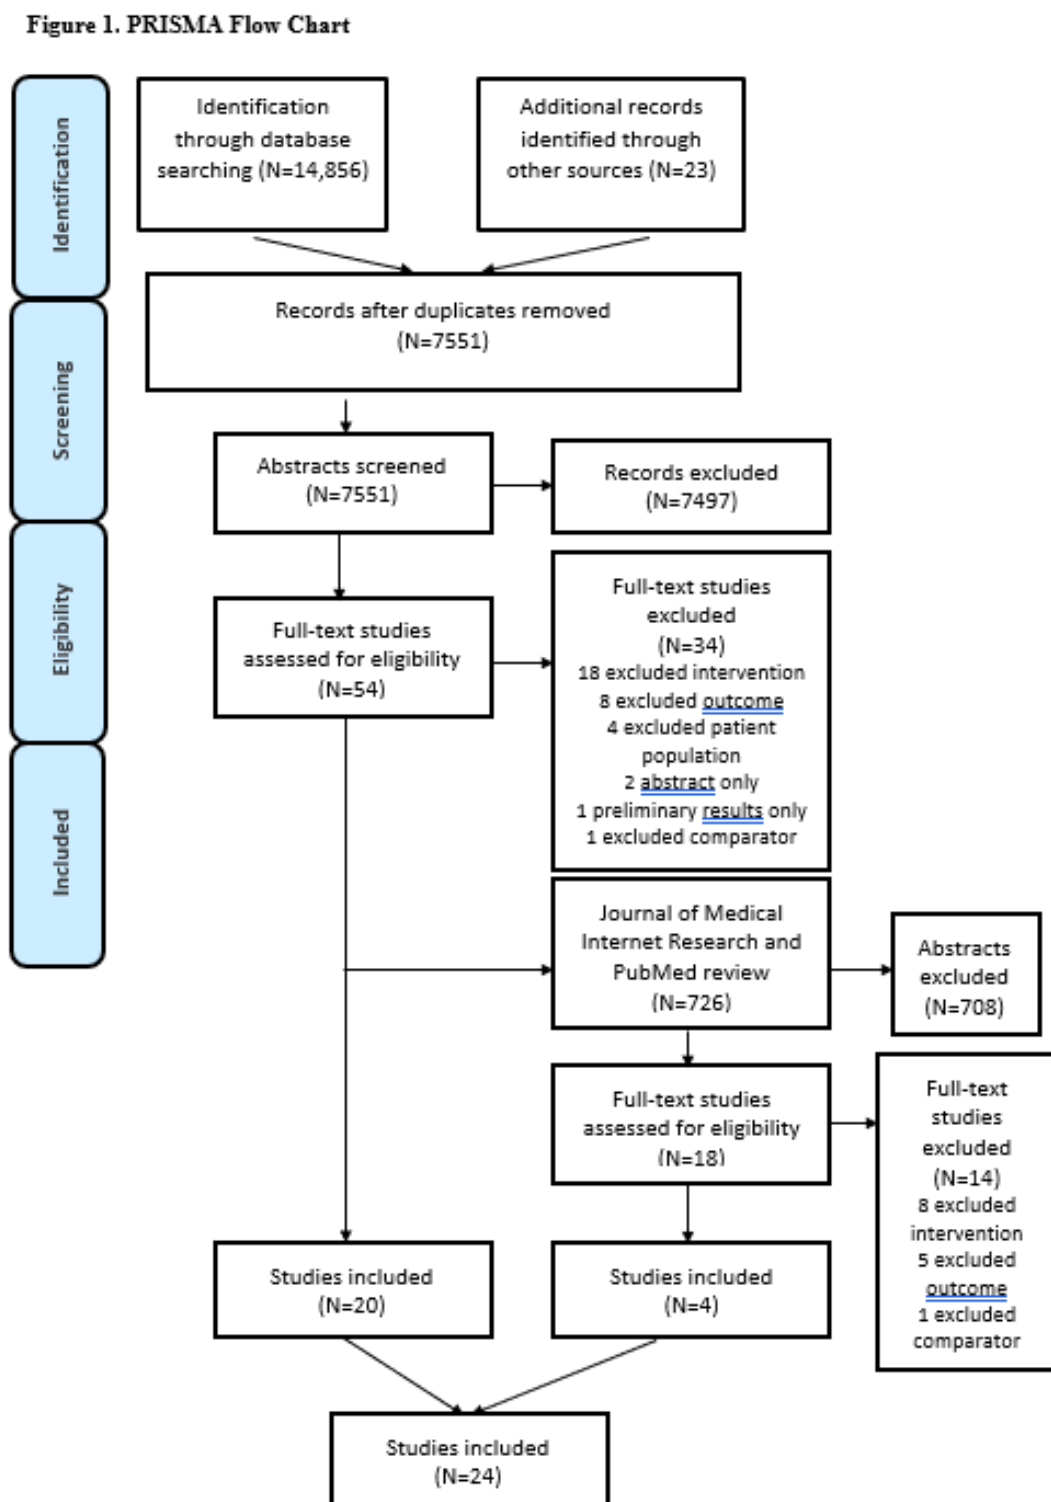 Figure 1. PRISMA Flow Chart
Identification
Identification
through database
searching (N=14,856)
Additional records
identified through
other sources (N=23)
Records after duplicates removed
(N=7551)
Screening
Abstracts screened
(N=7551)
Records excluded
(N=7497)
Eligibility
Full-text studies
assessed for eligibility
(N=54)
Full-text studies
excluded
(N=34)
18 excluded intervention
8 excluded outcome
4 excluded patient
population
2 abstract only
1 preliminary results only
1 excluded comparator
Included
Journal of Medical
Internet Research and
PubMed review
(N=726)
Abstracts
excluded
(N=708)
Full-text studies
assessed for eligibility
(N=18)
Full-text
studies
excluded
(N=14)
8 excluded
intervention
5 excluded
outcome
1 excluded
comparator
Studies included
(N=20)
Studies included
(N=4)
Studies included
(N=24)